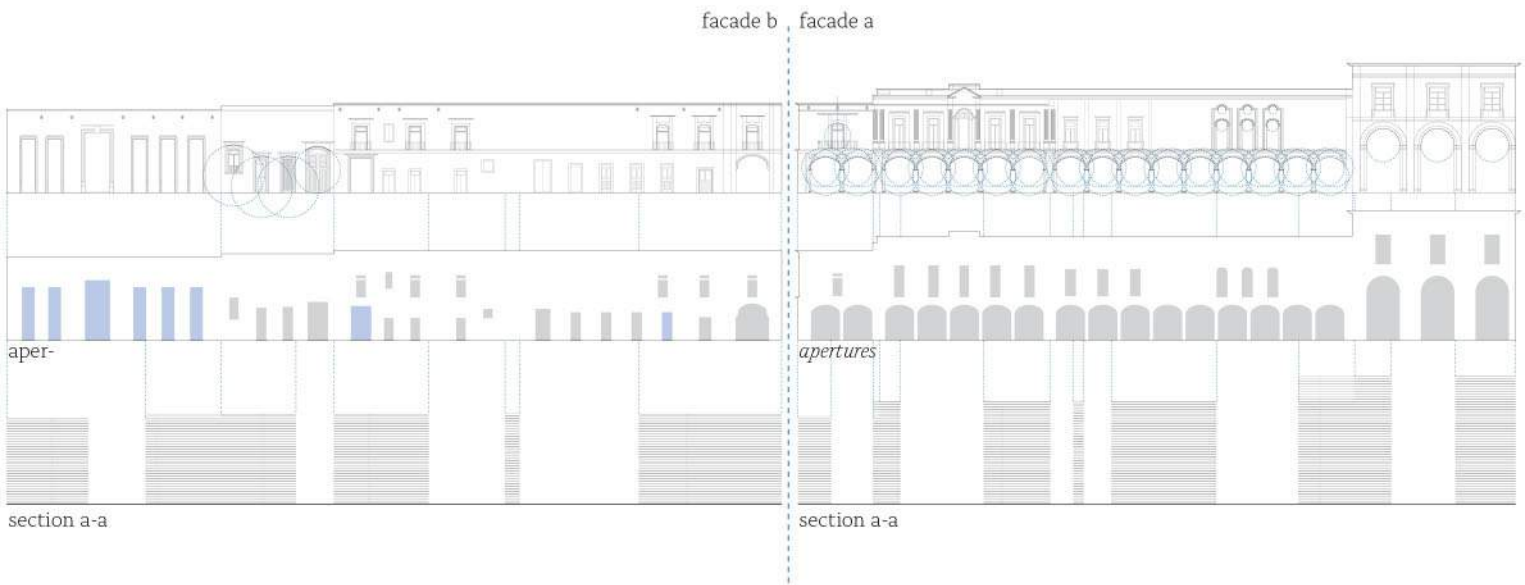 facade b
facade a
aper-
apertures
section a-a
section a-a